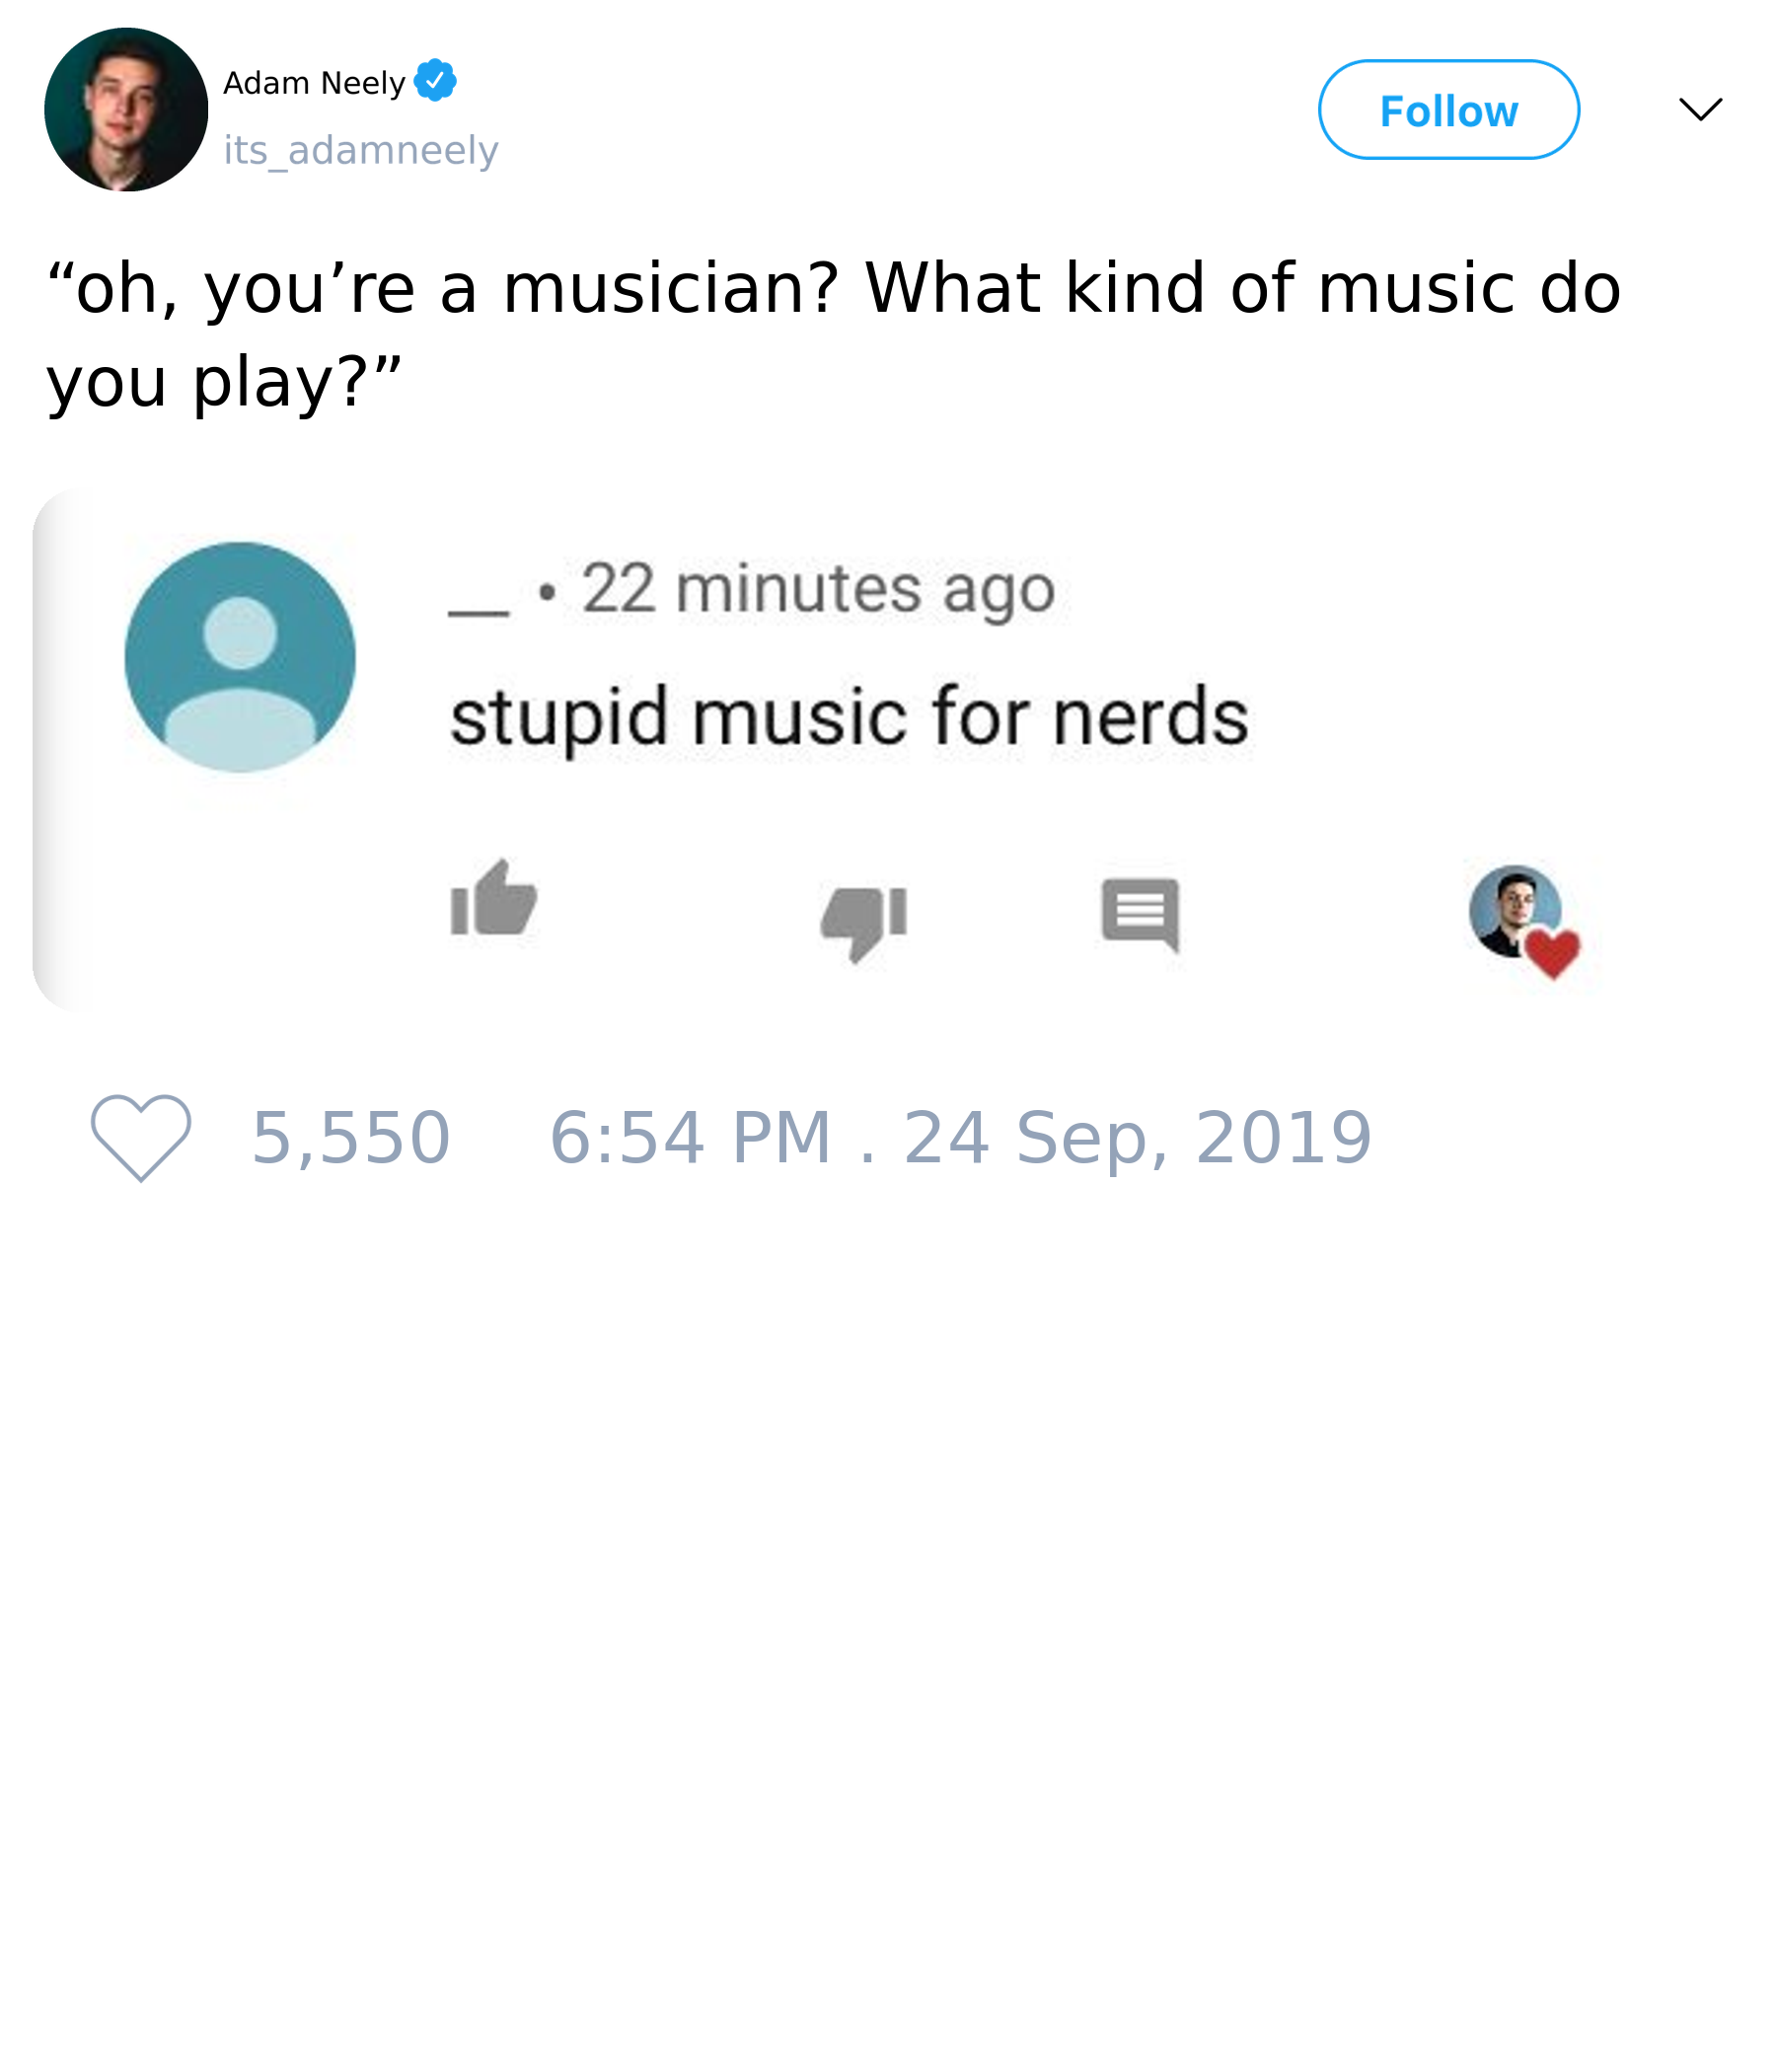 Adam Neely
its_adamneely
Follow
“oh, you’re a musician? What kind of music do
you play?”
__ • 22 minutes ago
stupid music for nerds
5,550 6:54 PM . 24 Sep, 2019